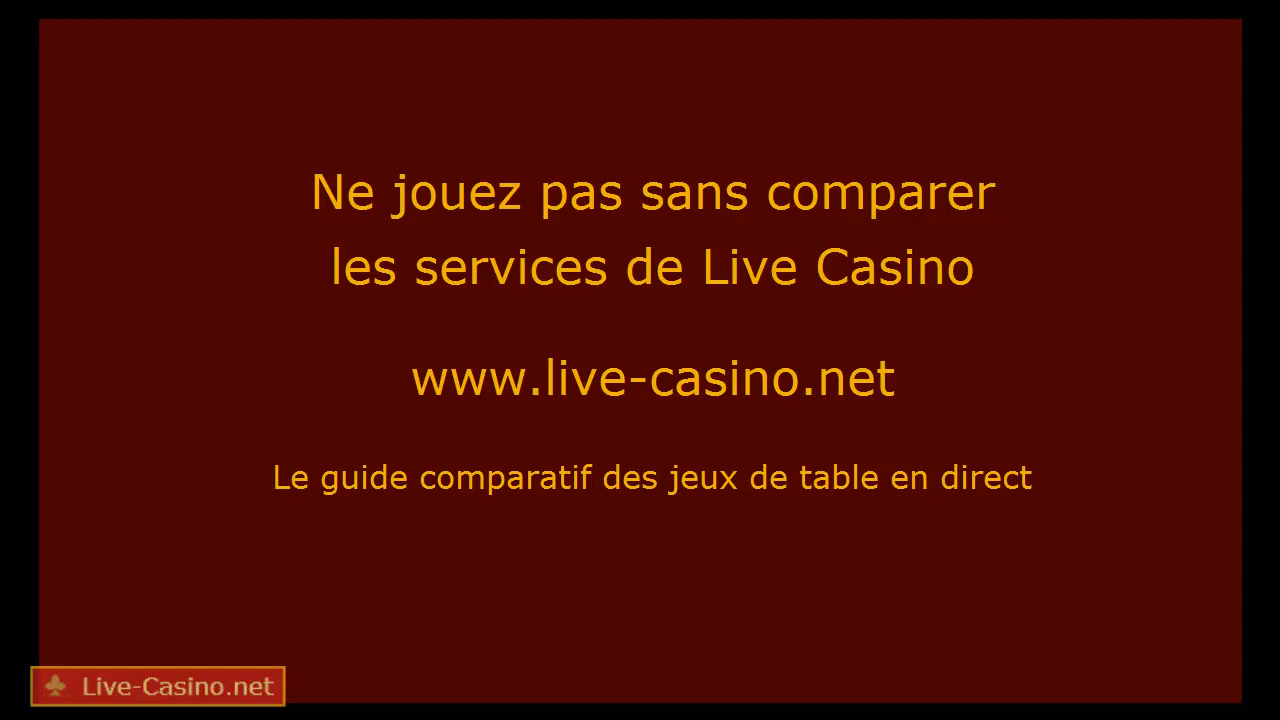 Ne jouez pas sans comparer
les services de Live Casino
www.live-casino.net
Le guide comparatif des jeux de table en direct
Live-Casino.net